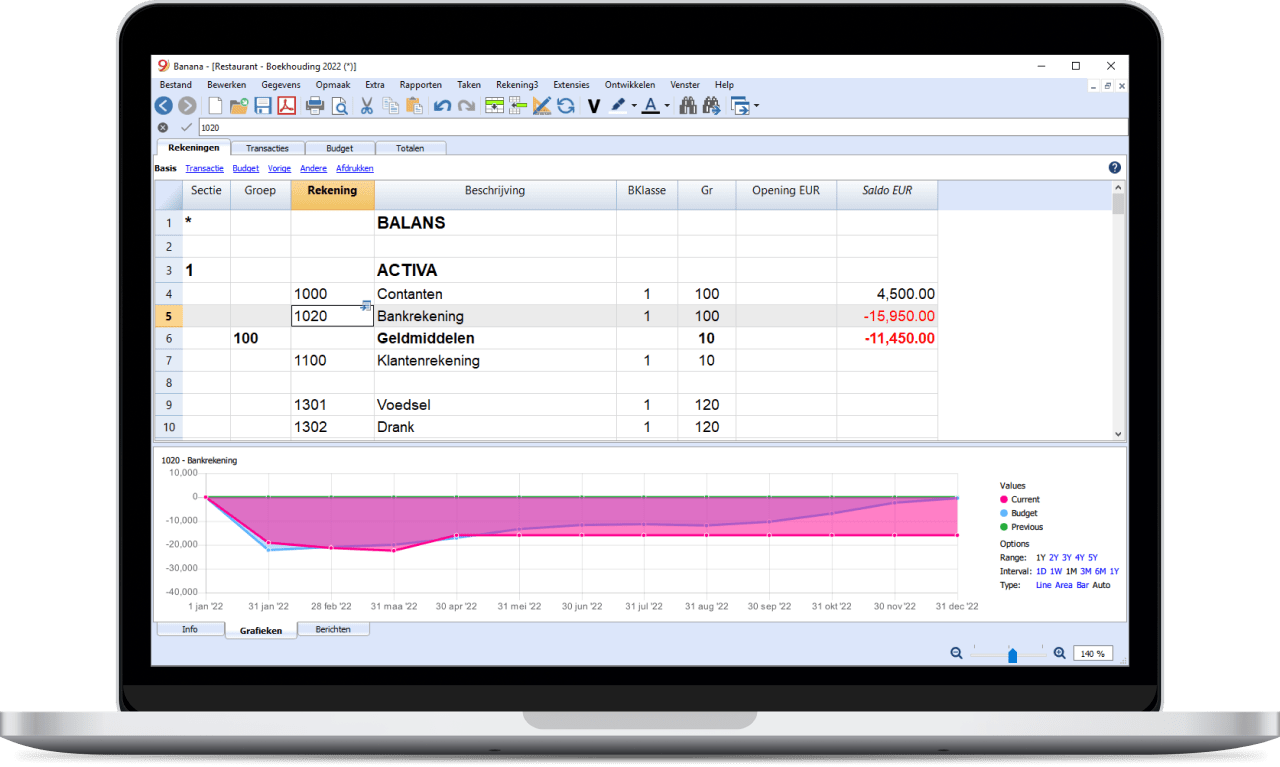 Banana - [Restaurant - Boekhouding 2022 (*)]
Bestand Bewerken Gegevens Opmaak Extra Rapporten Taken Rekening3 Extensies Ontwikkelen Venster Help
V A
1020
Rekeningen Transacties Budget Totalen
Basis Transactie Budget Vorige Andere Afdrukken ?
Sectie Groep Rekening Beschrijving BKlasse Gr Opening EUR Saldo EUR
1 * BALANS
2
3 1 ACTIVA
4 1000 Contanten 1 100 4,500.00
5 1020 Bankrekening 1 100 -15,950.00
6 100 Geldmiddelen 10 -11,450.00
7 1100 Klantenrekening 1 10
8
9 1301 Voedsel 1 120
10 1302 Drank 1 120
1020 - Bankrekening
10,000
0
-10,000
-20,000
-30,000
-40,000
1 jan '22 31 jan '22 28 feb '22 31 maa '22 30 apr '22 31 mei '22 30 jun '22 31 jul '22 31 aug '22 30 sep '22 31 okt '22 30 nov '22 31 dec '22
Values
Current
Budget
Previous
Options
Range: 1Y 2Y 3Y 4Y 5Y
Interval: 1D 1W 1M 3M 6M 1Y
Type: Line Area Bar Auto
Info Grafieken Berichten
140 %